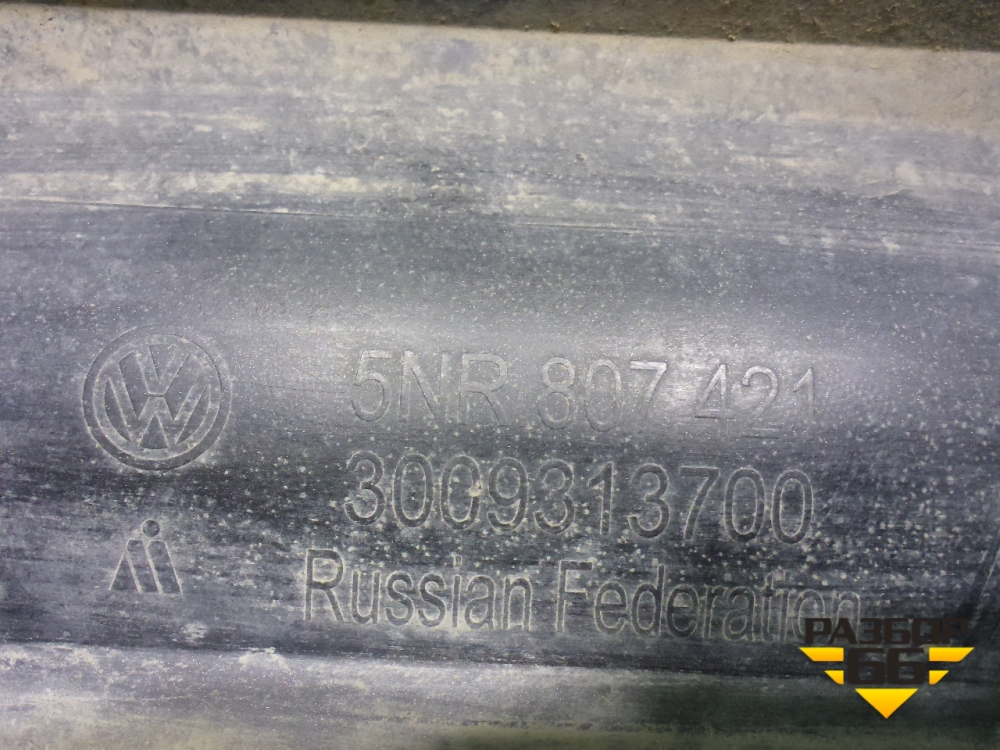 5NR 807 421
3009313700
Russian Federation
РАЗБОР
66